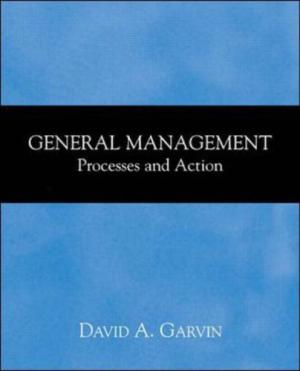 GENERAL MANAGEMENT
Processes and Action
DAVID A. GARVIN